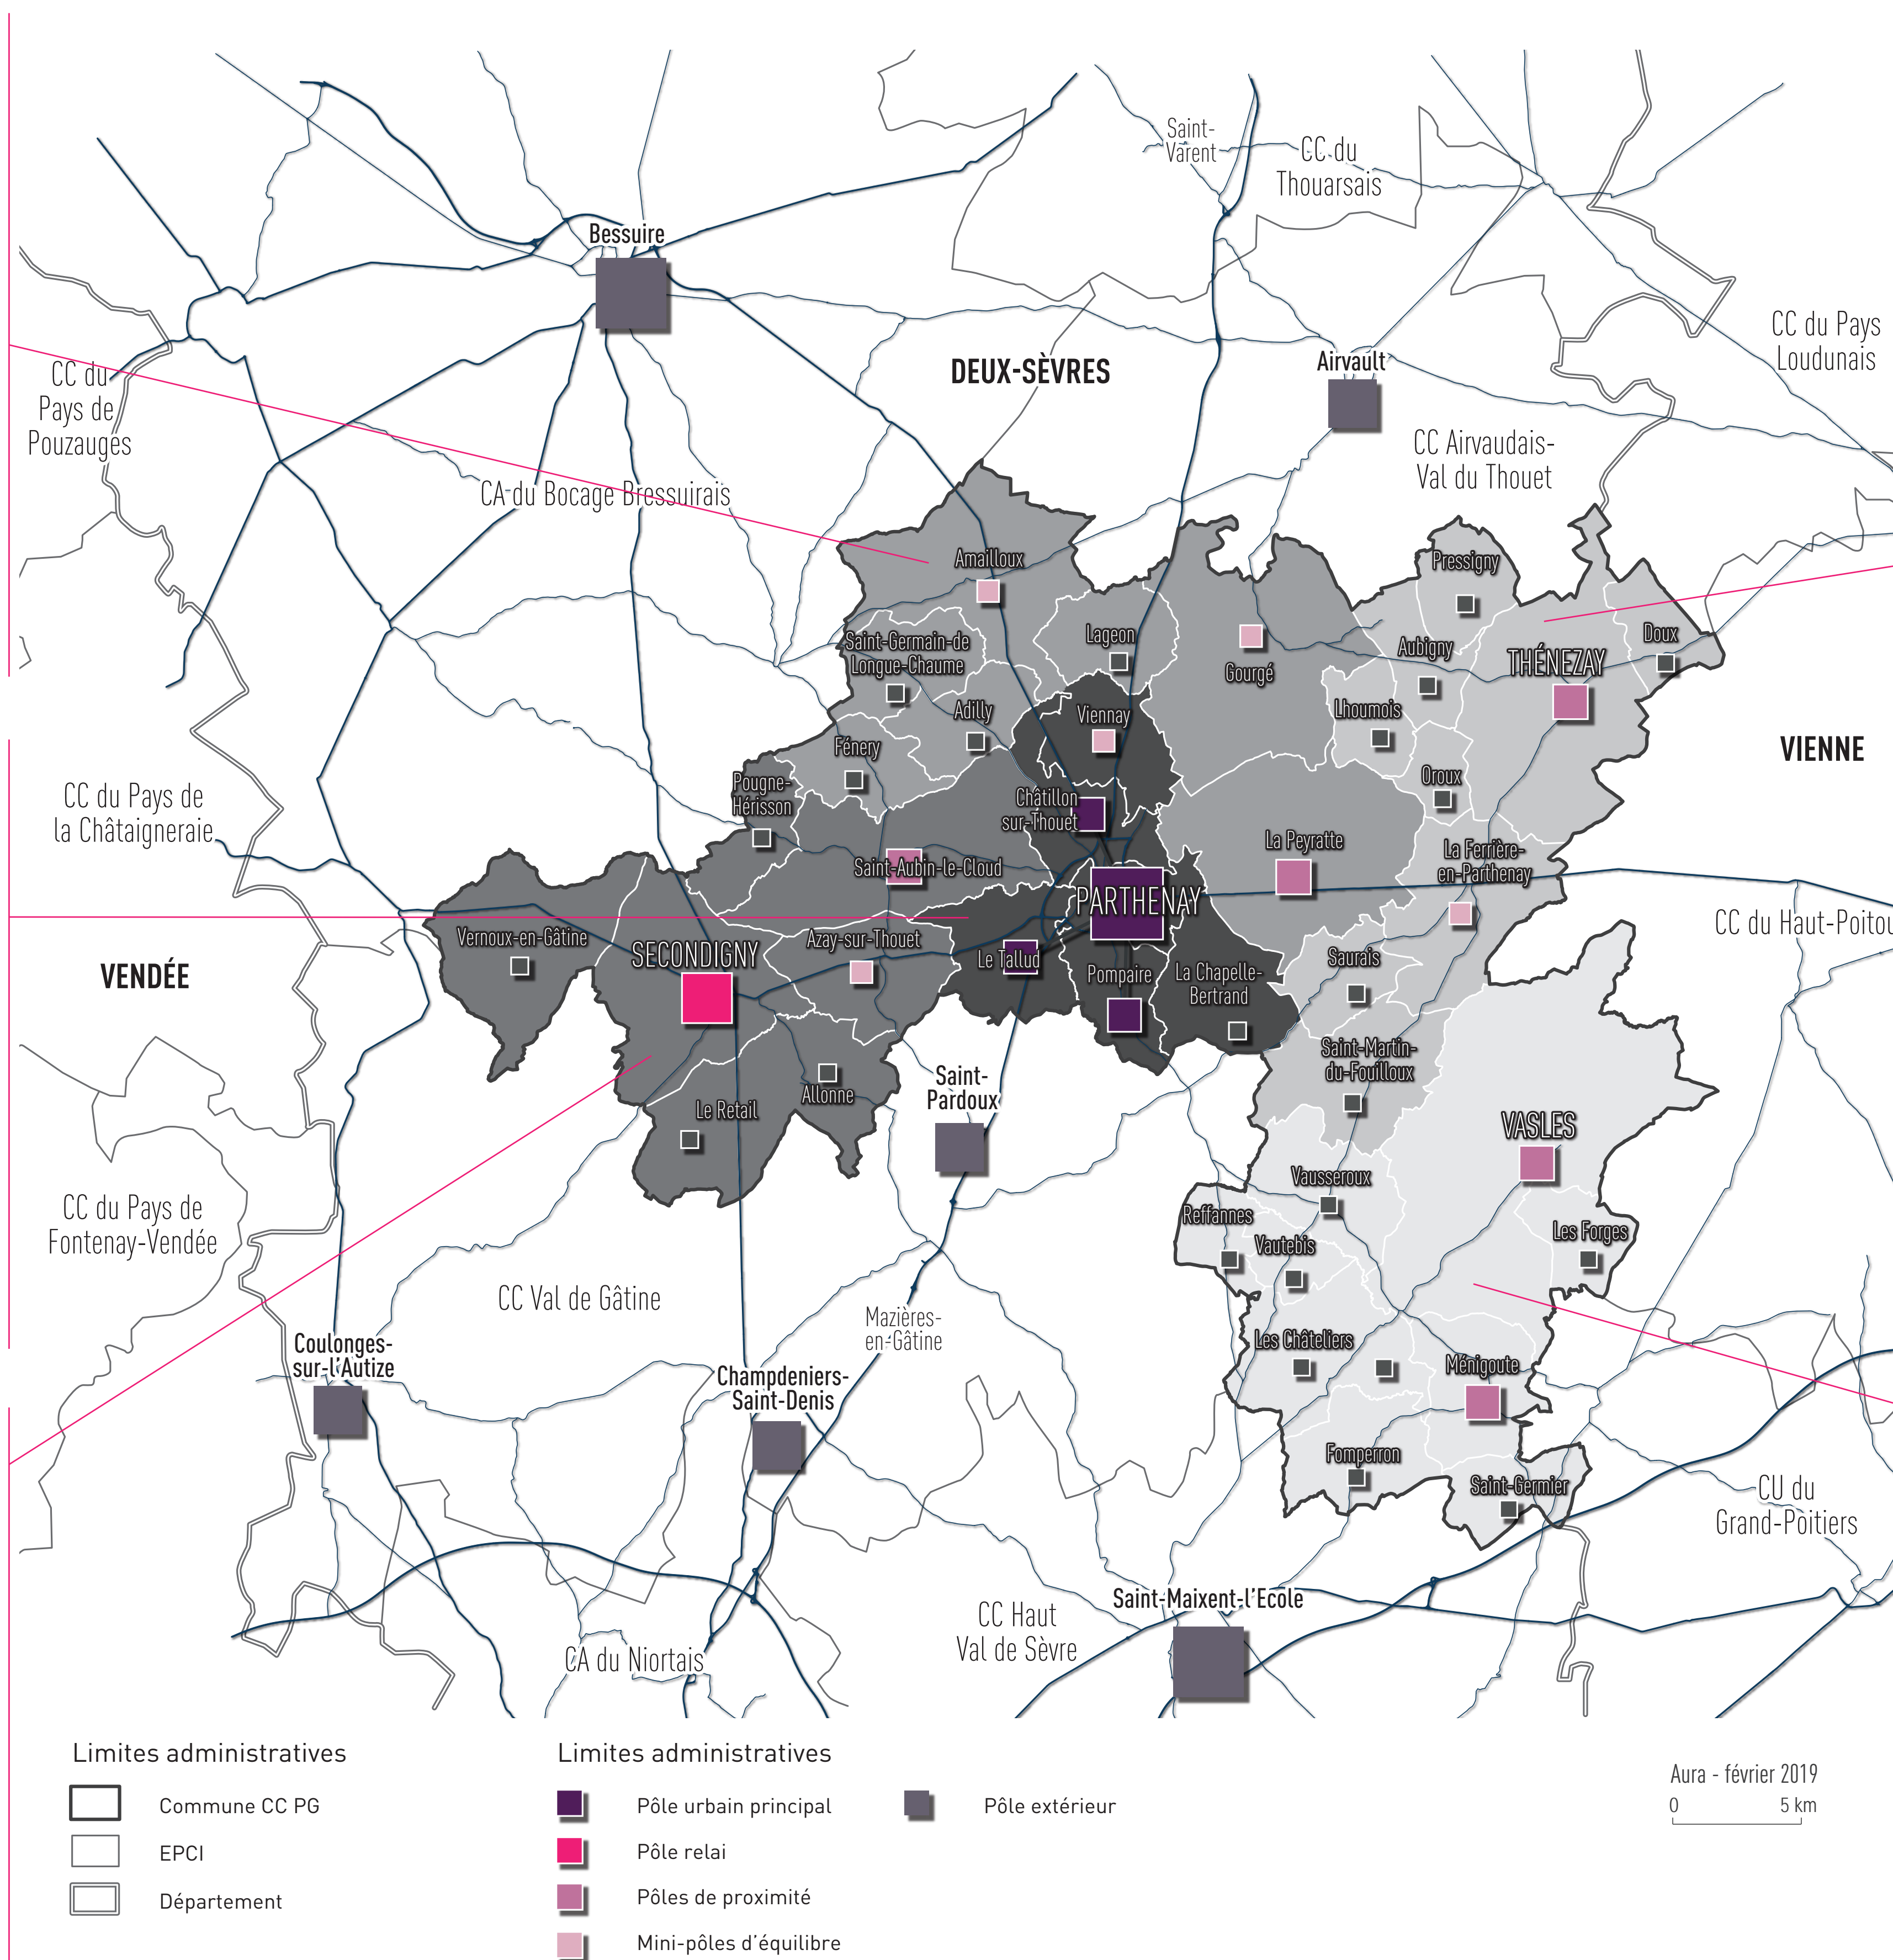 Saint-
Varent
CC du
Thouarsais
Bessuire
CC du Pays
Loudunais
DEUX-SÈVRES
Airvault
CC du
Pays de
Pouzauges
CC Airvaudais-
Val du Thouet
CA du Bocage Bressuirais
Amailloux
Pressigny
Saint-Germain-de
Longue-Chaume
Lageon
Gourgé
Aubigny
THÉNEZAY
Doux
Adilly
Viennay
Lhoumois
Fénery
VIENNE
Pougne-
Hérisson
Châtillon
sur-Thouet
Oroux
CC du Pays de
la Châtaigneraie
Saint-Aubin-le-Cloud
La Peyratte
La Ferrière-
en-Parthenay
PARTHENAY
CC du Haut-Poitou
Vernoux-en-Gâtine
SECONDIGNY
Azay-sur-Thouet
Le Tallud
Pompaire
La Chapelle-
Bertrand
Saurais
VENDÉE
Saint-Martin-
du-Fouilloux
Saint-
Pardoux
Allonne
Le Retail
VASLES
Vausseroux
Reffannes
Vautebis
Les Forges
CC du Pays de
Fontenay-Vendée
CC Val de Gâtine
Mazières-
en-Gâtine
Les Châteliers
Ménigoute
Coulonges-
sur-l'Autize
Champdeniers-
Saint-Denis
Fomperron
Saint-Germier
CU du
Grand-Poitiers
Saint-Maixent-l'Ecole
CC Haut
Val de Sèvre
CA du Niortais
Limites administratives
Commune CC PG
EPCI
Département
Limites administratives
Pôle urbain principal
Pôle relai
Pôles de proximité
Mini-pôles d'équilibre
Pôle extérieur
Aura - février 2019
0 5 km